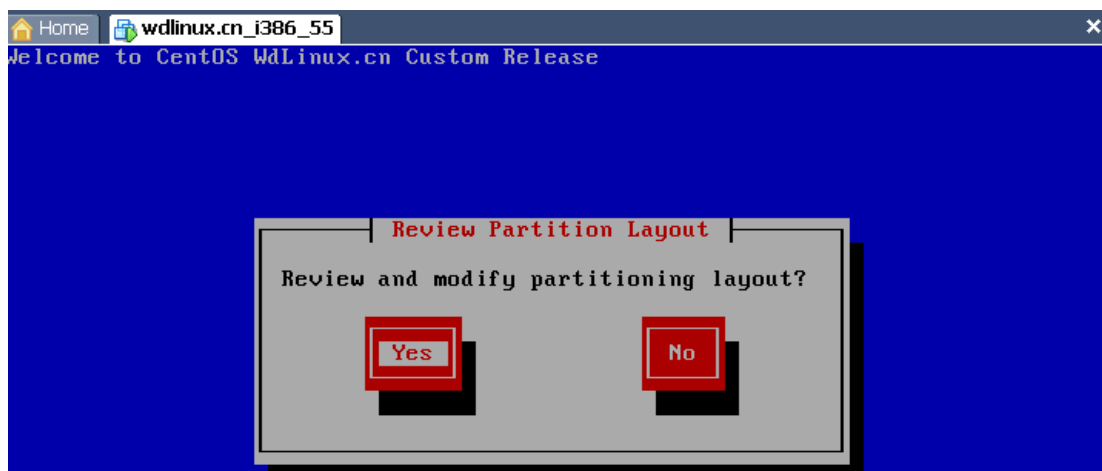 Home wdlinux.cn_i386_55
Welcome to CentOS WdLinux.cn Custom Release
Review Partition Layout
Review and modify partitioning layout?
Yes No